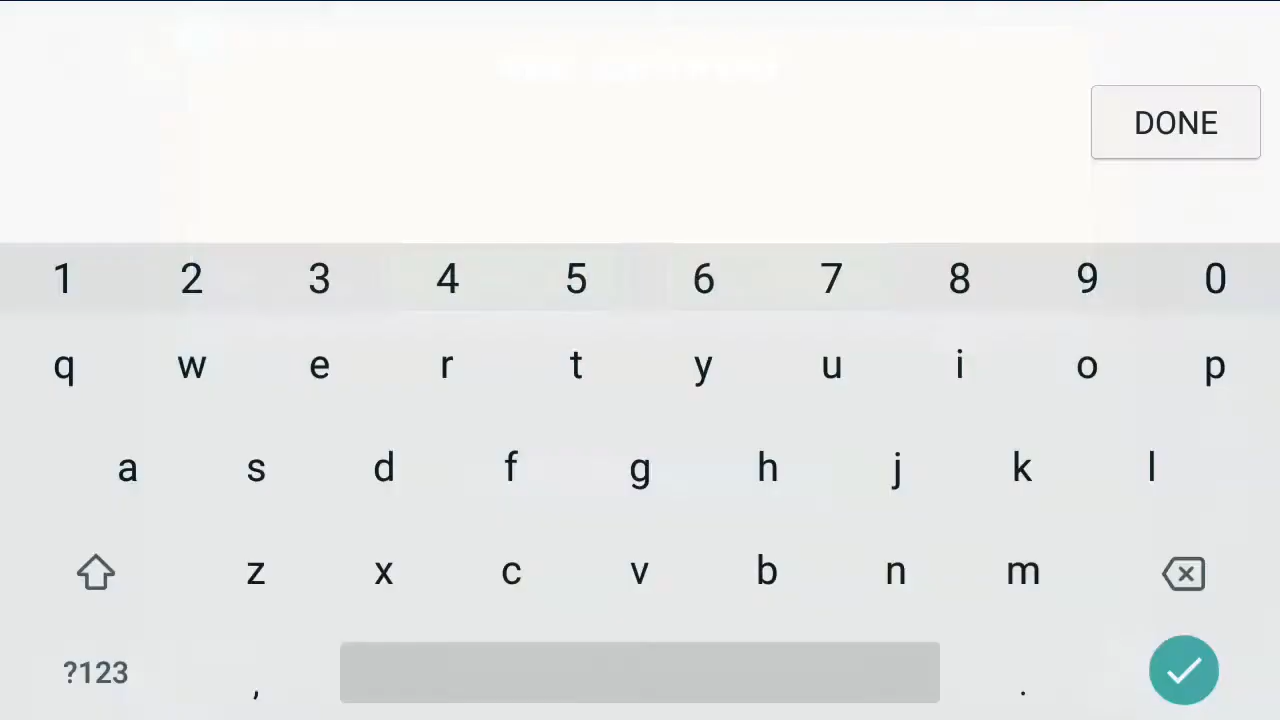 DONE
1 2 3 4 5 6 7 8 9 0
q w e r t y u i o p
a s d f g h j k l
z x c v b n m
?123 , .